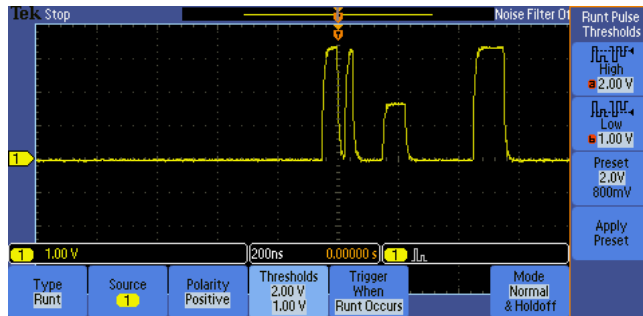 Tek Stop
Noise Filter Of
Runt Pulse
Thresholds
High
a 2.00 V
Low
b 1.00 V
Preset
2.0V
800mV
Apply
Preset
T
1
1 1.00 V
200ns 0.00000 s
1
Type
Runt
Source
1
Polarity
Positive
Thresholds
2.00 V
1.00 V
Trigger
When
Runt Occurs
Mode
Normal
& Holdoff